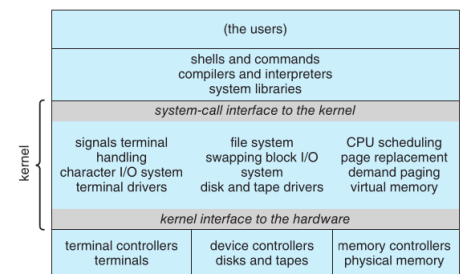 (the users)
shells and commands
compilers and interpreters
system libraries
system-call interface to the kernel
kernel
signals terminal
handling
character I/O system
terminal drivers
file system
swapping block I/O
system
disk and tape drivers
CPU scheduling
page replacement
demand paging
virtual memory
kernel interface to the hardware
terminal controllers
terminals
device controllers
disks and tapes
memory controllers
physical memory